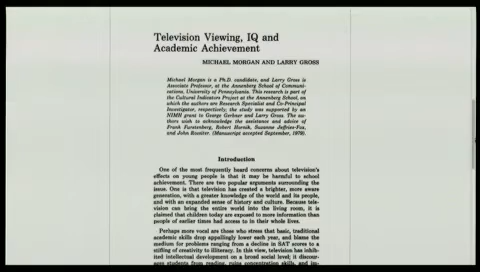 Television Viewing, IQ and
Academic Achievement
MICHAEL MORGAN AND LARRY GROSS
Michael Morgan is a Ph.D. candidate, and Larry Gross is
Associate Professor, at the Annenberg School of Communi-
cations, University of Pennsylvania. This research is part of
the Cultural Indicators Project at the Annenberg School, on
which the authors are Research Specialist and Co-Principal
Investigator, respectively; the study was supported by an
NIMH grant to George Gerbner and Larry Gross. The au-
thors wish to acknowledge the assistance and advice of
Frank Furstenberg, Robert Hornik, Suzanne Jeffries-Fox,
and John Rossiter. (Manuscript accepted September, 1979).
Introduction
One of the most frequently heard concerns about television's
effects on young people is that it may be harmful to school
achievement. There are two popular arguments surrounding the
issue. One is that television has created a brighter, more aware
generation, with a greater knowledge of the world and its people,
and with an expanded sense of history and culture. Because tele-
vision can bring the entire world into the living room, it is
claimed that children today are exposed to more information than
people of earlier times had access to in their whole lives.
Perhaps more vocal are those who stress that basic, traditional
academic skills drop appallingly lower each year, and blame the
medium for problems ranging from a decline in SAT scores to a
stifling of creativity to illiteracy. In this view, television has inhib-
ited intellectual development on a broad social level; it discour-
ages students from reading, ruins concentration skills, and im-